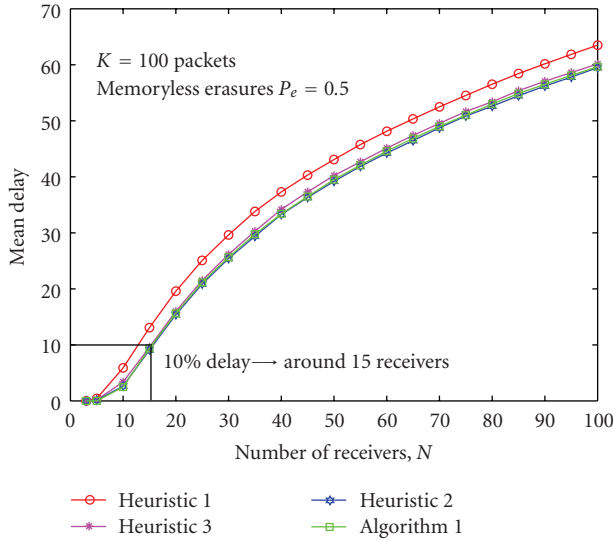 70
60
50
40
30
20
10
0
Mean delay
K = 100 packets
Memoryless erasures Pₑ = 0.5
10% delay⟶ around 15 receivers
0 10 20 30 40 50 60 70 80 90 100
Number of receivers, N
Heuristic 1
Heuristic 2
Heuristic 3
Algorithm 1